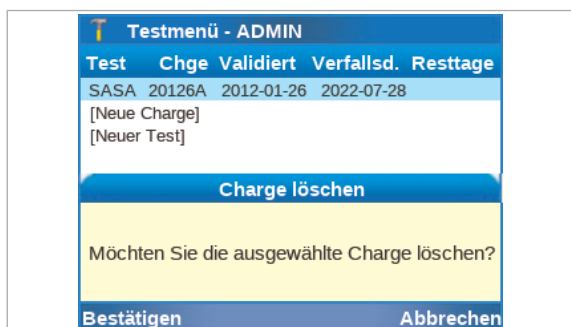 Testmenü - ADMIN
Test Chge Validiert Verfallsd. Resttage
SASA 20126A 2012-01-26 2022-07-28
[Neue Charge]
[Neuer Test]
Charge löschen
Möchten Sie die ausgewählte Charge löschen?
Bestätigen Abbrechen